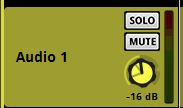 SOLO
Audio 1
MUTE
-16 dB